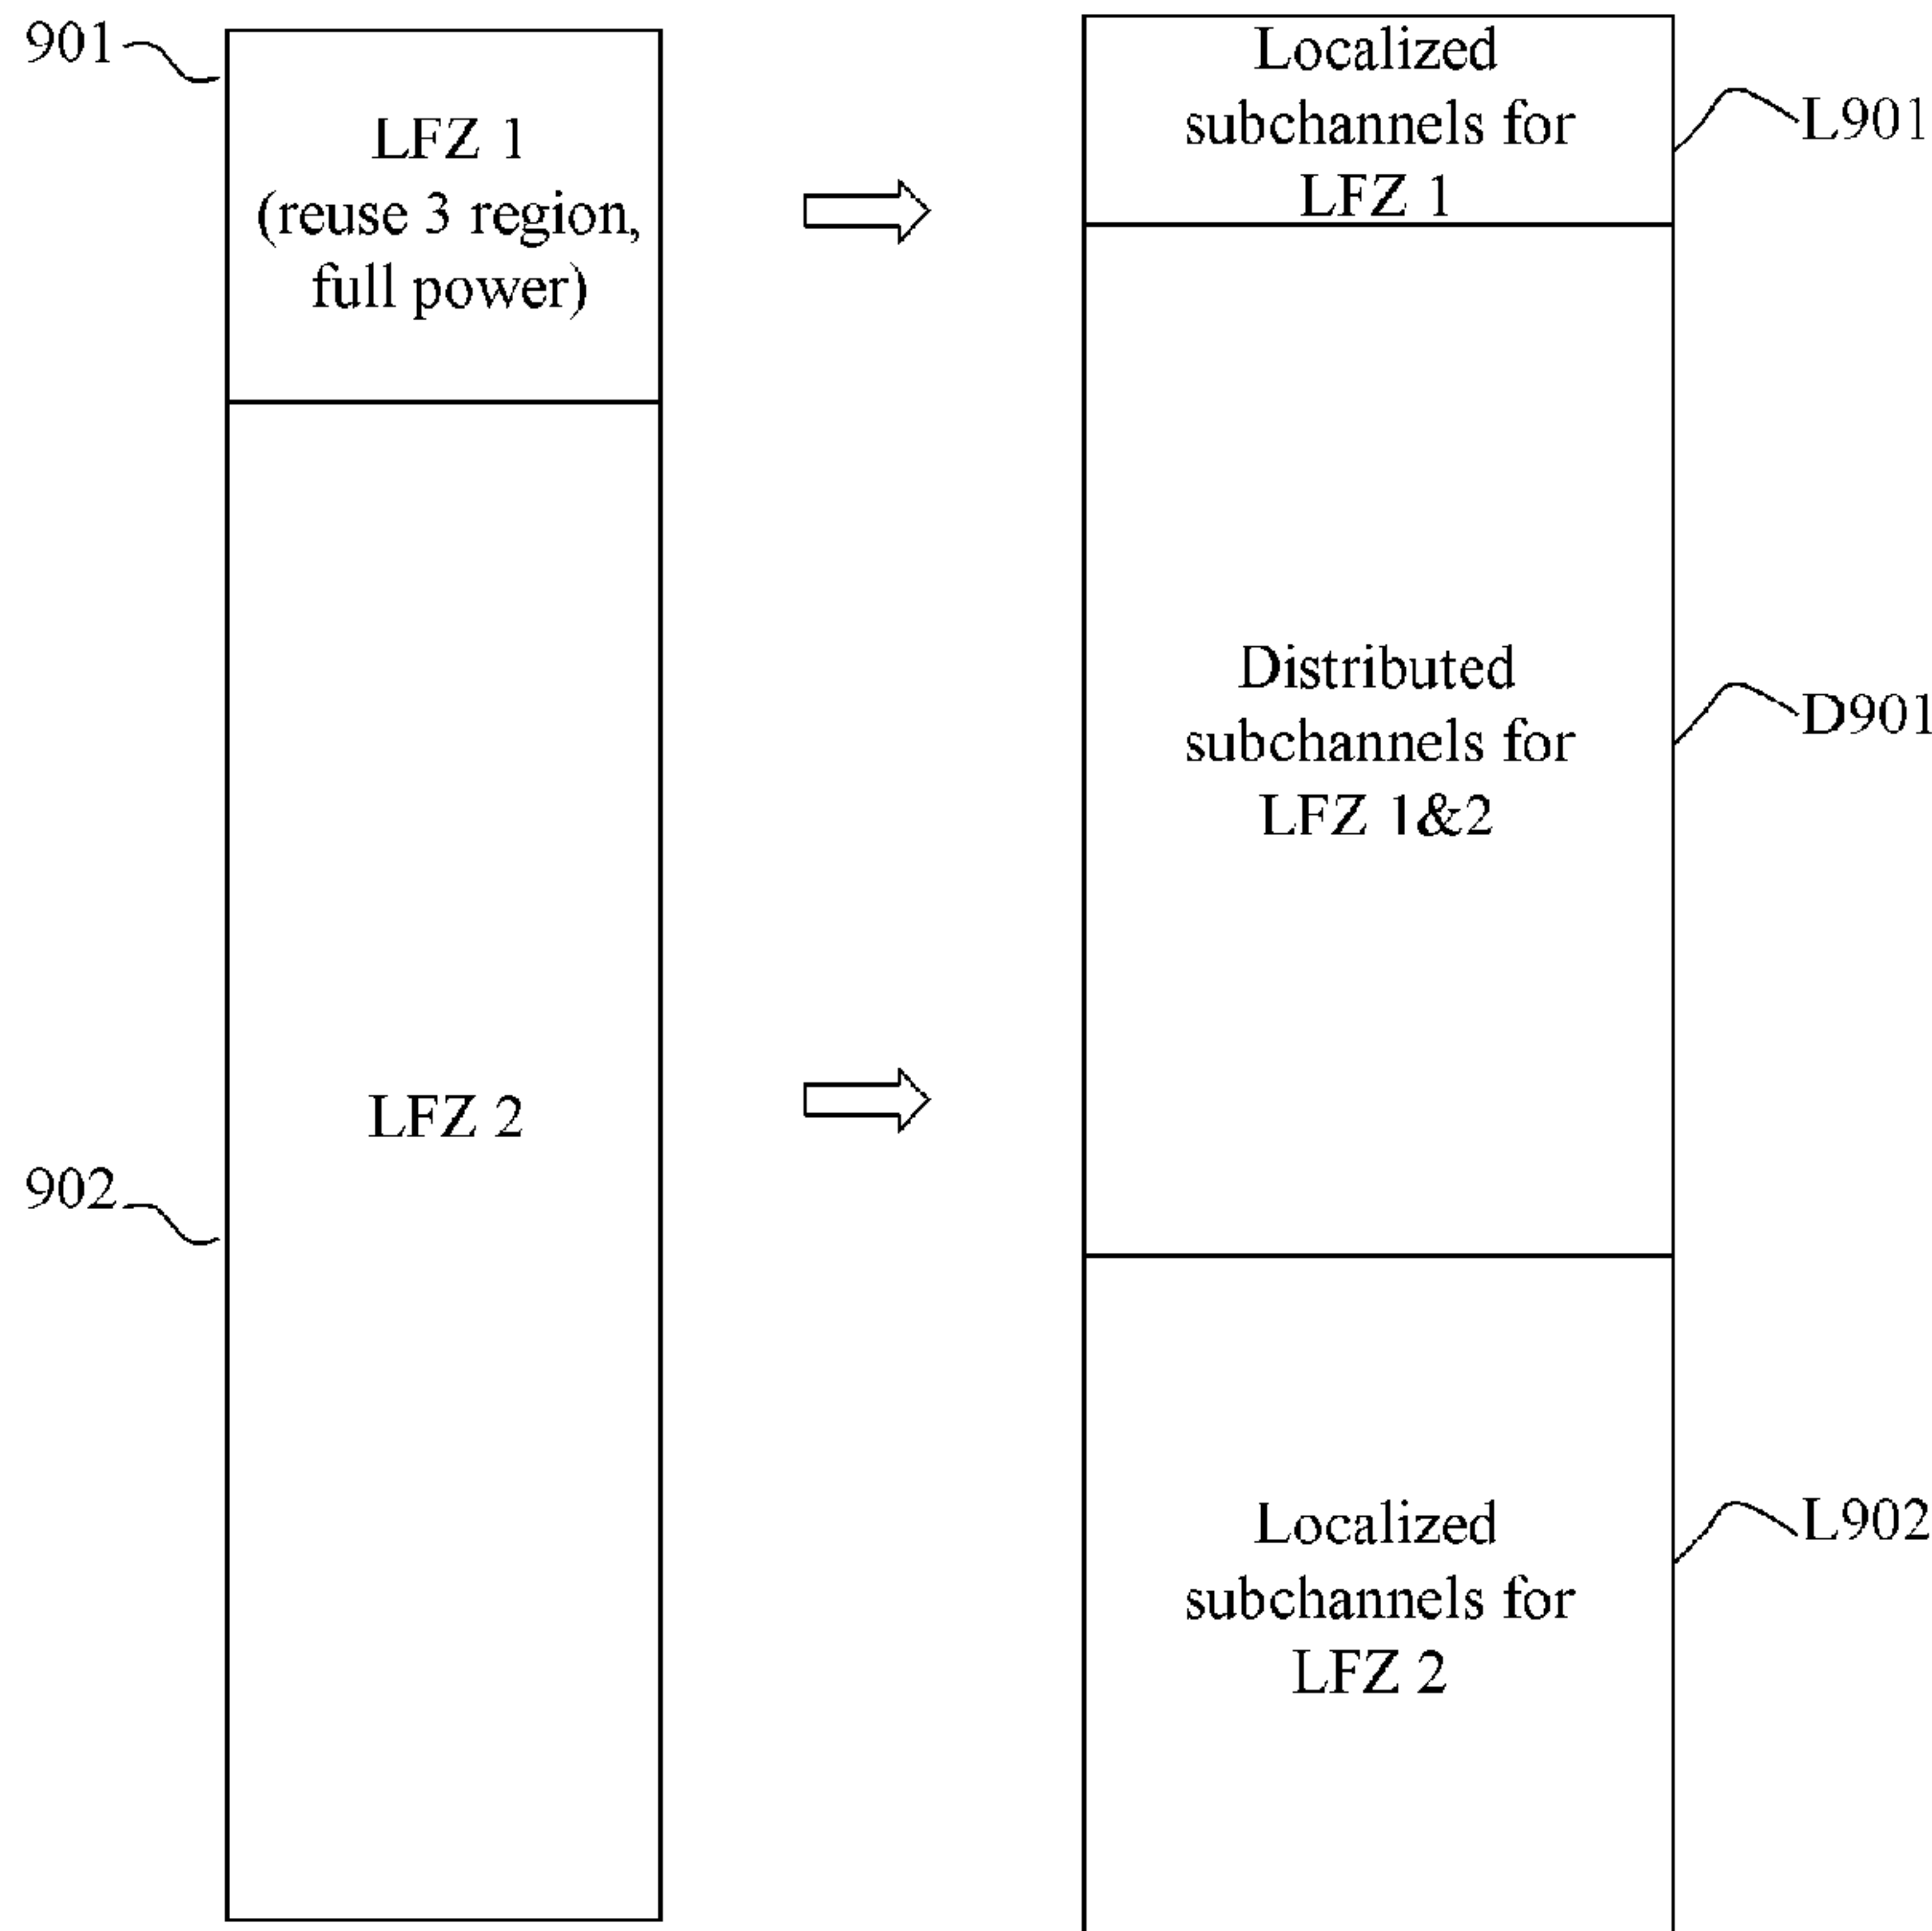 901
LFZ 1
(reuse 3 region,
full power)
902
LFZ 2
Localized
subchannels for
LFZ 1
L901
Distributed
subchannels for
LFZ 1&2
D901
Localized
subchannels for
LFZ 2
L902